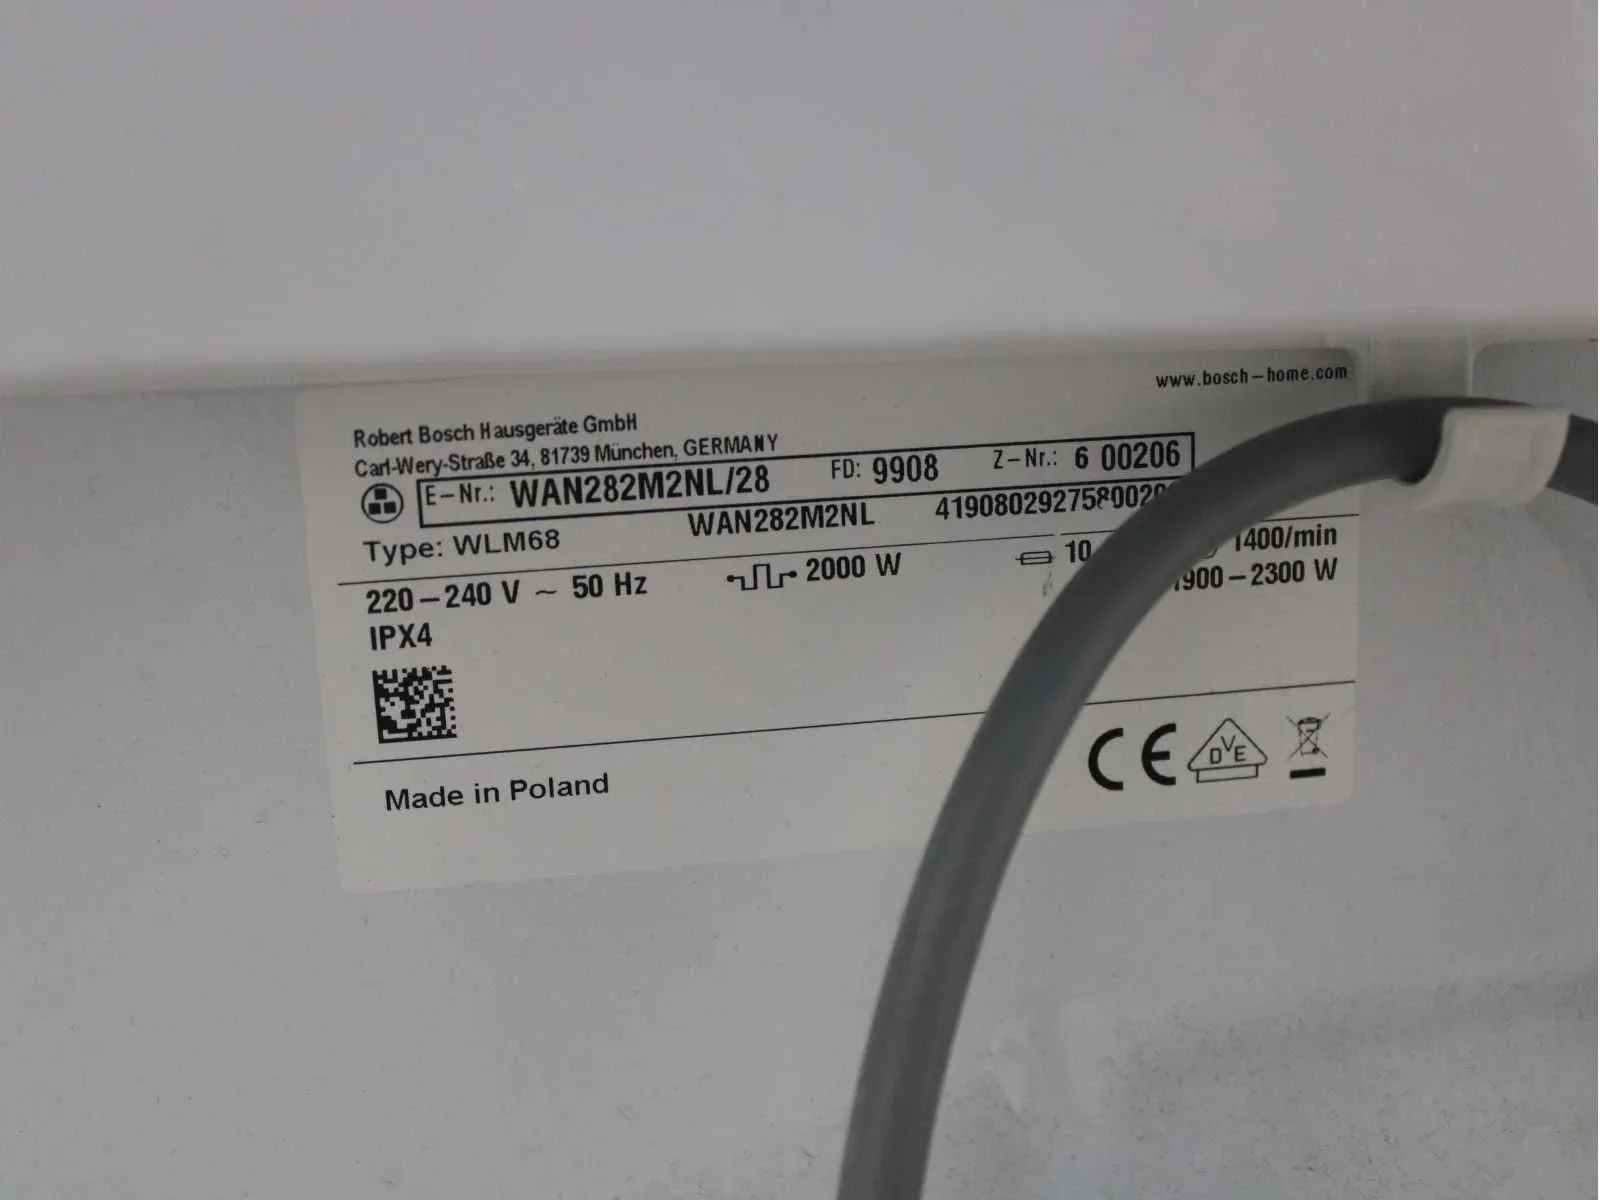 www.bosch-home.com
Robert Bosch Hausgeräte GmbH
Carl-Wery-Straße 34, 81739 München, GERMANY
E-Nr.: WAN282M2NL/28 FD: 9908 Z-Nr.: 6 00206
Type: WLM68 WAN282M2NL
220-240 V ~ 50 Hz 2000 W 10 1400/min
IPX4 1900-2300 W
Made in Poland CE DVE